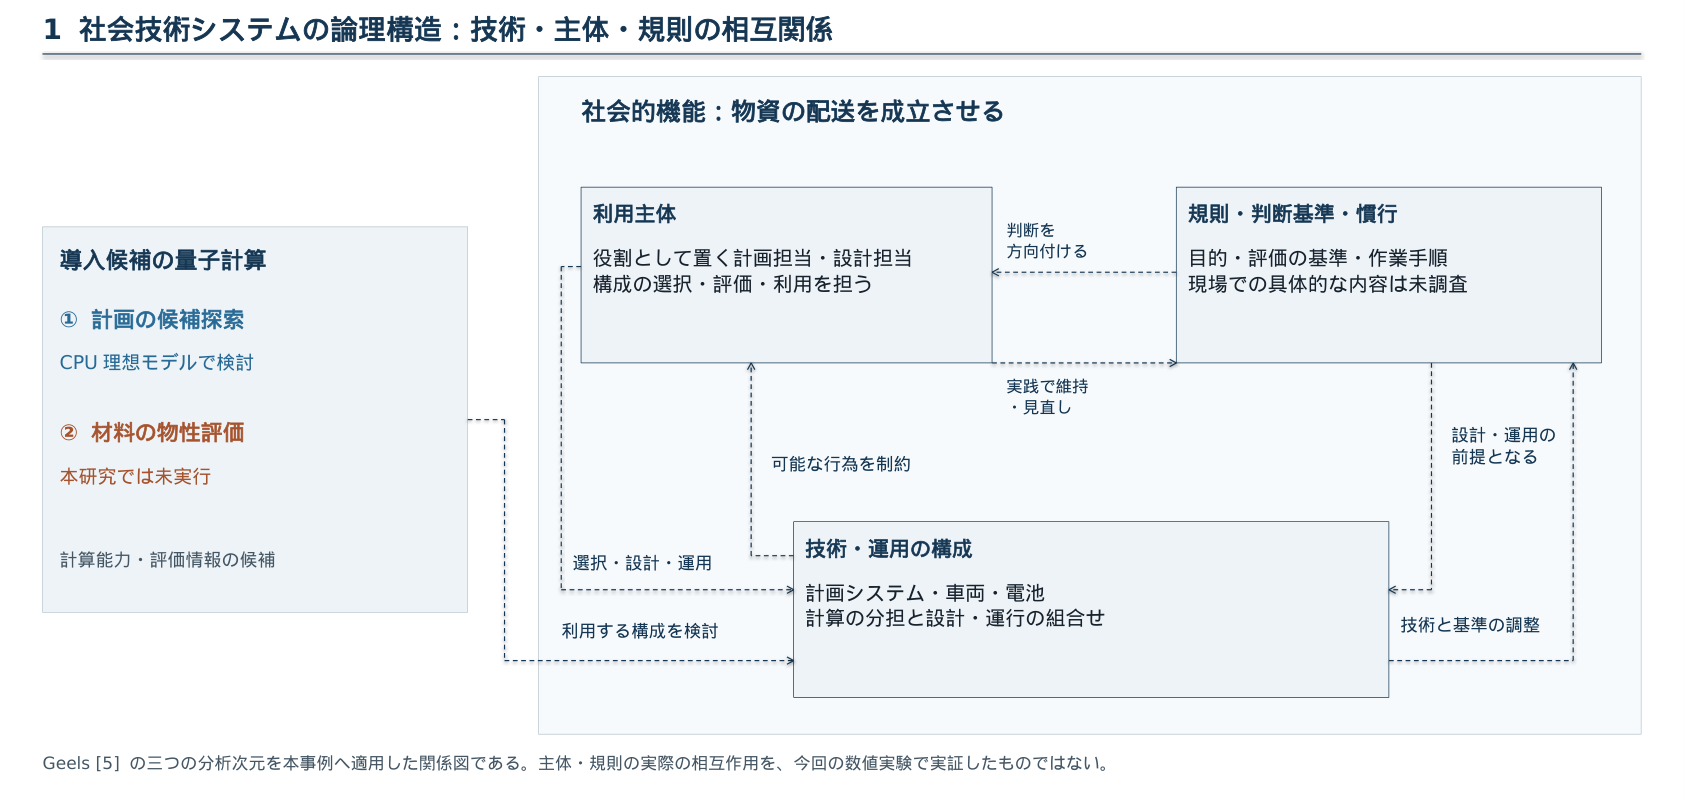 1 社会技術システムの論理構造：技術・主体・規則の相互関係
社会的機能：物資の配送を成立させる
導入候補の量子計算
① 計画の候補探索
CPU 理想モデルで検討
② 材料の物性評価
本研究では未実行
計算能力・評価情報の候補
利用主体
役割として置く計画担当・設計担当
構成の選択・評価・利用を担う
判断を
方向付ける
規則・判断基準・慣行
目的・評価の基準・作業手順
現場での具体的な内容は未調査
実践で維持
・見直し
可能な行為を制約
設計・運用の
前提となる
選択・設計・運用
利用する構成を検討
技術・運用の構成
計画システム・車両・電池
計算の分担と設計・運行の組合せ
技術と基準の調整
Geels [5] の三つの分析次元を本事例へ適用した関係図である。主体・規則の実際の相互作用を、今回の数値実験で実証したものではない。